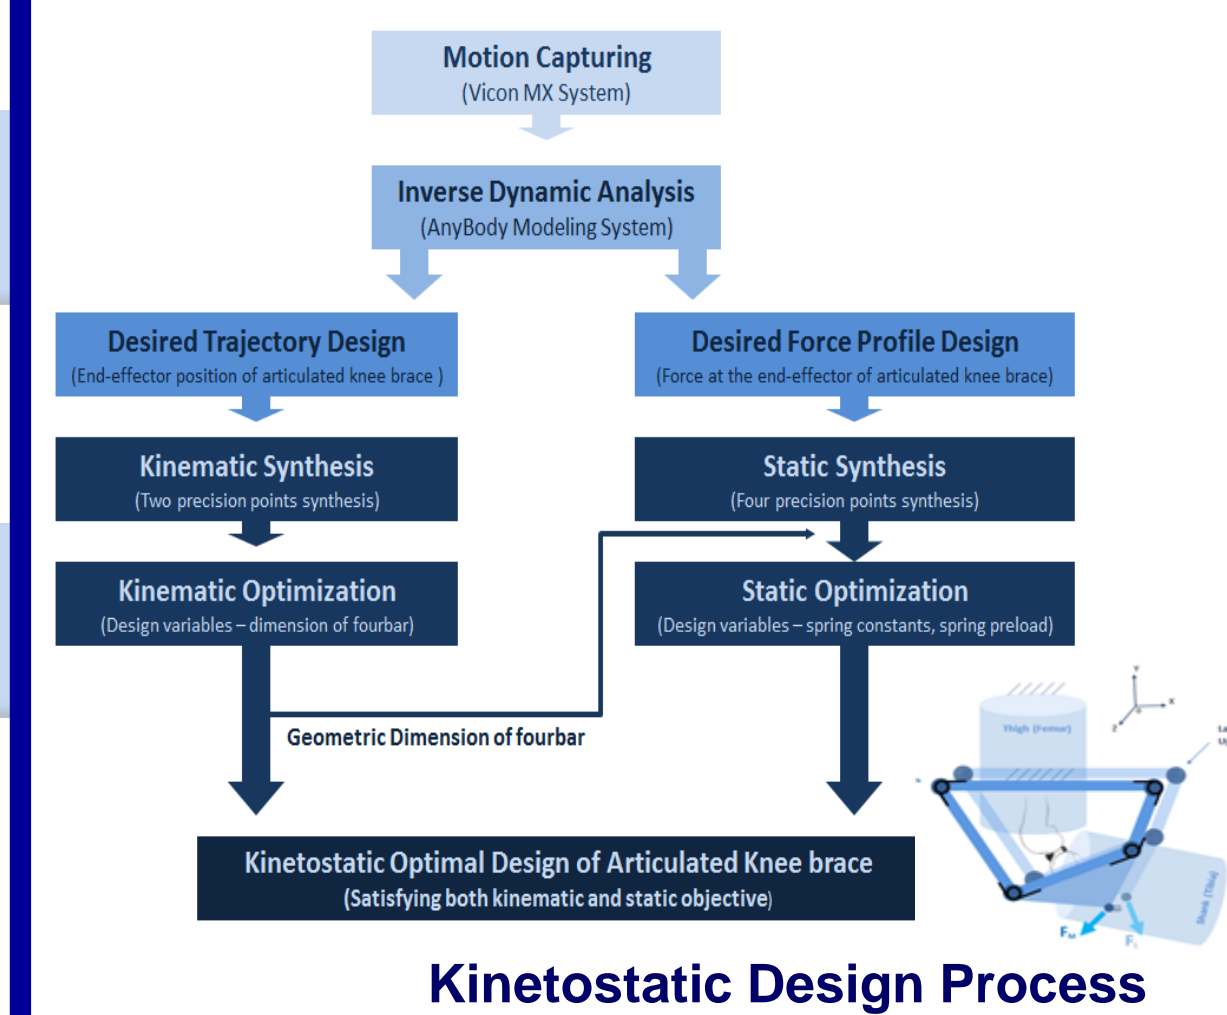 Motion Capturing
(Vicon MX System)
Inverse Dynamic Analysis
(AnyBody Modeling System)
Desired Trajectory Design
(End-effector position of articulated knee brace )
Desired Force Profile Design
(Force at the end-effector of articulated knee brace)
Kinematic Synthesis
(Two precision points synthesis)
Static Synthesis
(Four precision points synthesis)
Kinematic Optimization
(Design variables – dimension of fourbar)
Static Optimization
(Design variables – spring constants, spring preload)
Geometric Dimension of fourbar
Kinetostatic Optimal Design of Articulated Knee brace
(Satisfying both kinematic and static objective)
Y
X
Z
Thigh (Femur)
Shank (Tibia)
F_M
F_L
Kinetostatic Design Process